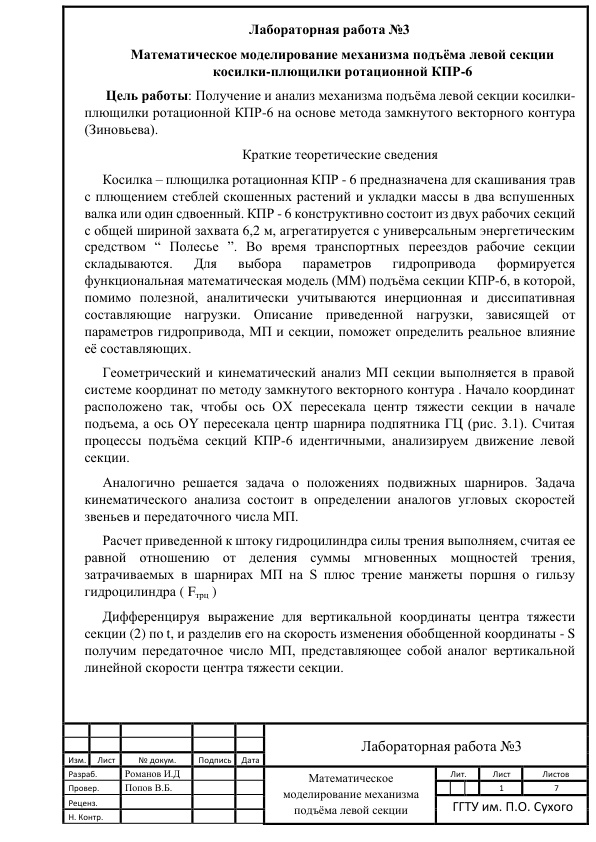 Лабораторная работа №3
Математическое моделирование механизма подъёма левой секции
косилки-плющилки ротационной КПР-6
Цель работы: Получение и анализ механизма подъёма левой секции косилки-
плющилки ротационной КПР-6 на основе метода замкнутого векторного контура
(Зиновьева).
Краткие теоретические сведения
Косилка – плющилка ротационная КПР - 6 предназначена для скашивания трав
с плющением стеблей скошенных растений и укладки массы в два вспушенных
валка или один сдвоенный. КПР - 6 конструктивно состоит из двух рабочих секций
с общей шириной захвата 6,2 м, агрегатируется с универсальным энергетическим
средством “ Полесье ”. Во время транспортных переездов рабочие секции
складываются. Для выбора параметров гидропривода формируется
функциональная математическая модель (ММ) подъёма секции КПР-6, в которой,
помимо полезной, аналитически учитываются инерционная и диссипативная
составляющие нагрузки. Описание приведенной нагрузки, зависящей от
параметров гидропривода, МП и секции, поможет определить реальное влияние
её составляющих.
Геометрический и кинематический анализ МП секции выполняется в правой
системе координат по методу замкнутого векторного контура . Начало координат
расположено так, чтобы ось OX пересекала центр тяжести секции в начале
подъема, а ось OY пересекала центр шарнира подпятника ГЦ (рис. 3.1). Считая
процессы подъёма секций КПР-6 идентичными, анализируем движение левой
секции.
Аналогично решается задача о положениях подвижных шарниров. Задача
кинематического анализа состоит в определении аналогов угловых скоростей
звеньев и передаточного числа МП.
Расчет приведенной к штоку гидроцилиндра силы трения выполняем, считая ее
равной отношению от деления суммы мгновенных мощностей трения,
затрачиваемых в шарнирах МП на S плюс трение манжеты поршня о гильзу
гидроцилиндра ( Fтрц )
Дифференцируя выражение для вертикальной координаты центра тяжести
секции (2) по t, и разделив его на скорость изменения обобщенной координаты - S
получим передаточное число МП, представляющее собой аналог вертикальной
линейной скорости центра тяжести секции.
Лабораторная работа №3
Изм. Лист № докум. Подпись Дата
Разраб. Романов И.Д
Провер. Попов В.Б.
Реценз.
Н. Контр.
Математическое
моделирование механизма
подъёма левой секции
Лит. Лист Листов
1 7
ГГТУ им. П.О. Сухого